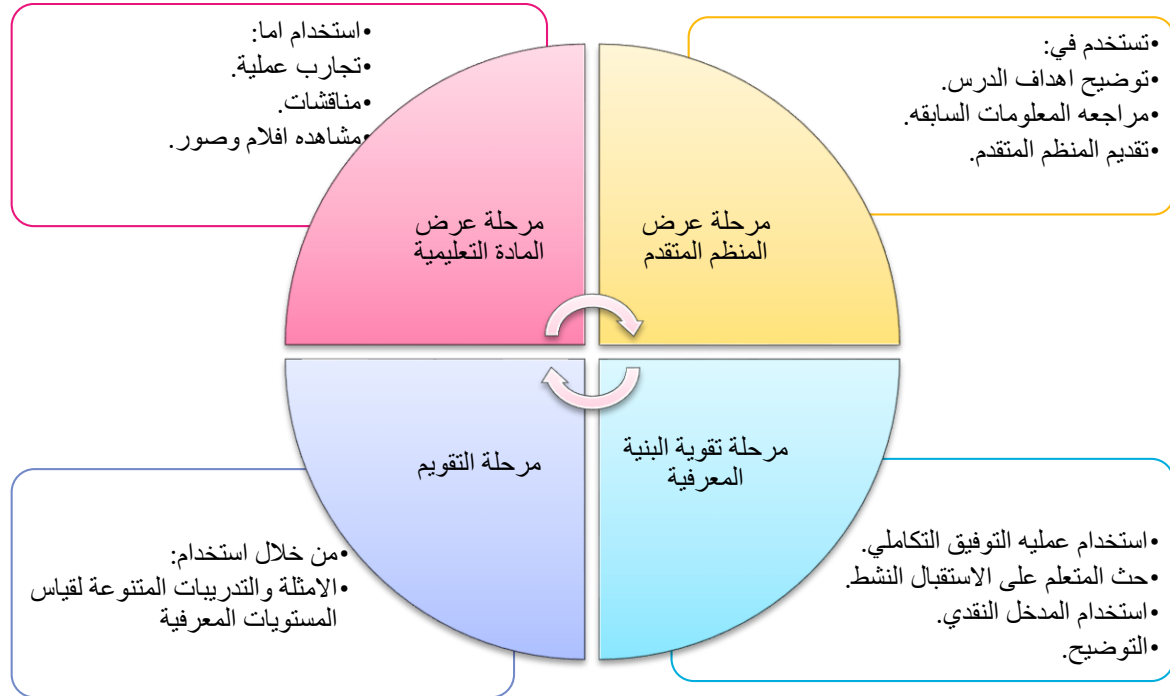 •تستخدم في:
•توضيح اهداف الدرس.
•مراجعه المعلومات السابقه.
•تقديم المنظم المتقدم.
مرحلة عرض
المنظم المتقدم
•استخدام اما:
•تجارب عملية.
•مناقشات.
•مشاهده افلام وصور.
مرحلة عرض
المادة التعليمية
مرحلة تقوية البنية
المعرفية
•استخدام عمليه التوفيق التكاملي.
•حث المتعلم على الاستقبال النشط.
•استخدام المدخل النقدي.
•التوضيح.
مرحلة التقويم
•من خلال استخدام:
•الامثلة والتدريبات المتنوعة لقياس
المستويات المعرفية